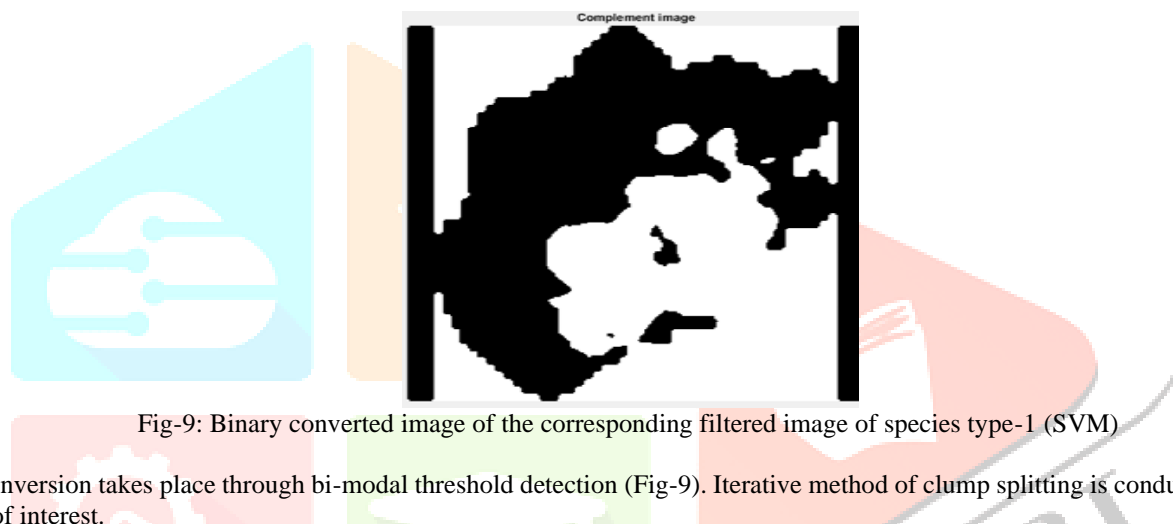 Complement image
Fig-9: Binary converted image of the corresponding filtered image of species type-1 (SVM)
nversion takes place through bi-modal threshold detection (Fig-9). Iterative method of clump splitting is condu
of interest.